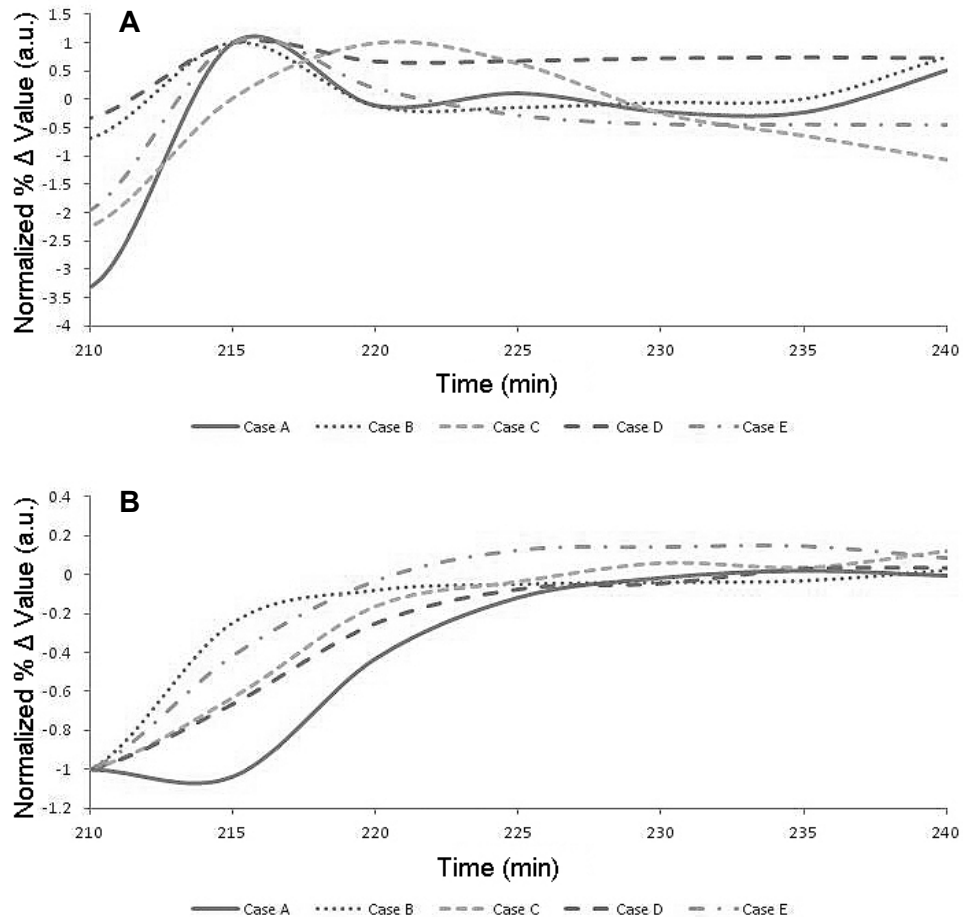 A
Normalized % Δ Value (a.u.)
1.5
1
0.5
0
-0.5
-1
-1.5
-2
-2.5
-3
-3.5
-4
210 215 220 225 230 235 240
Time (min)
Case A Case B Case C Case D Case E
B
Normalized % Δ Value (a.u.)
0.4
0.2
0
-0.2
-0.4
-0.6
-0.8
-1
-1.2
210 215 220 225 230 235 240
Time (min)
Case A Case B Case C Case D Case E